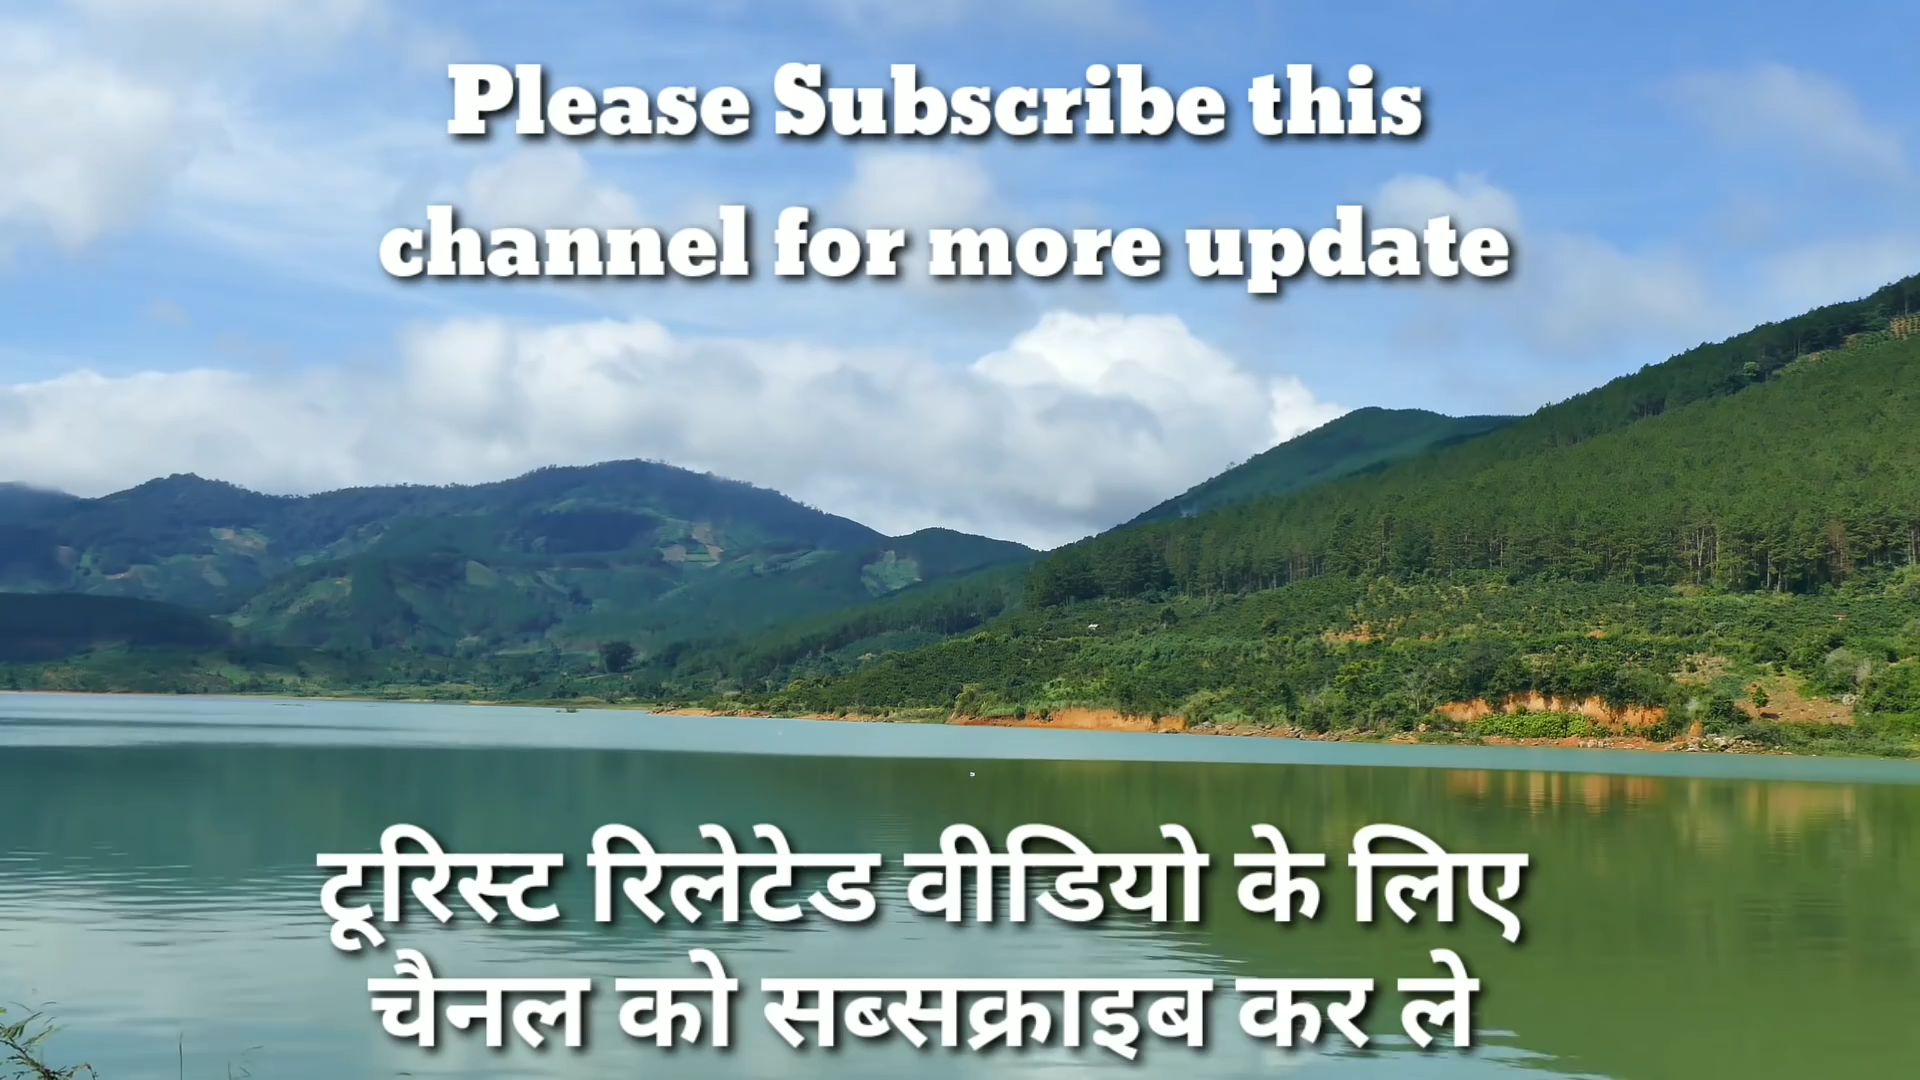 Please Subscribe this
channel for more update
टूरिस्ट रिलेटेड वीडियो के लिए
चैनल को सब्सक्राइब कर ले